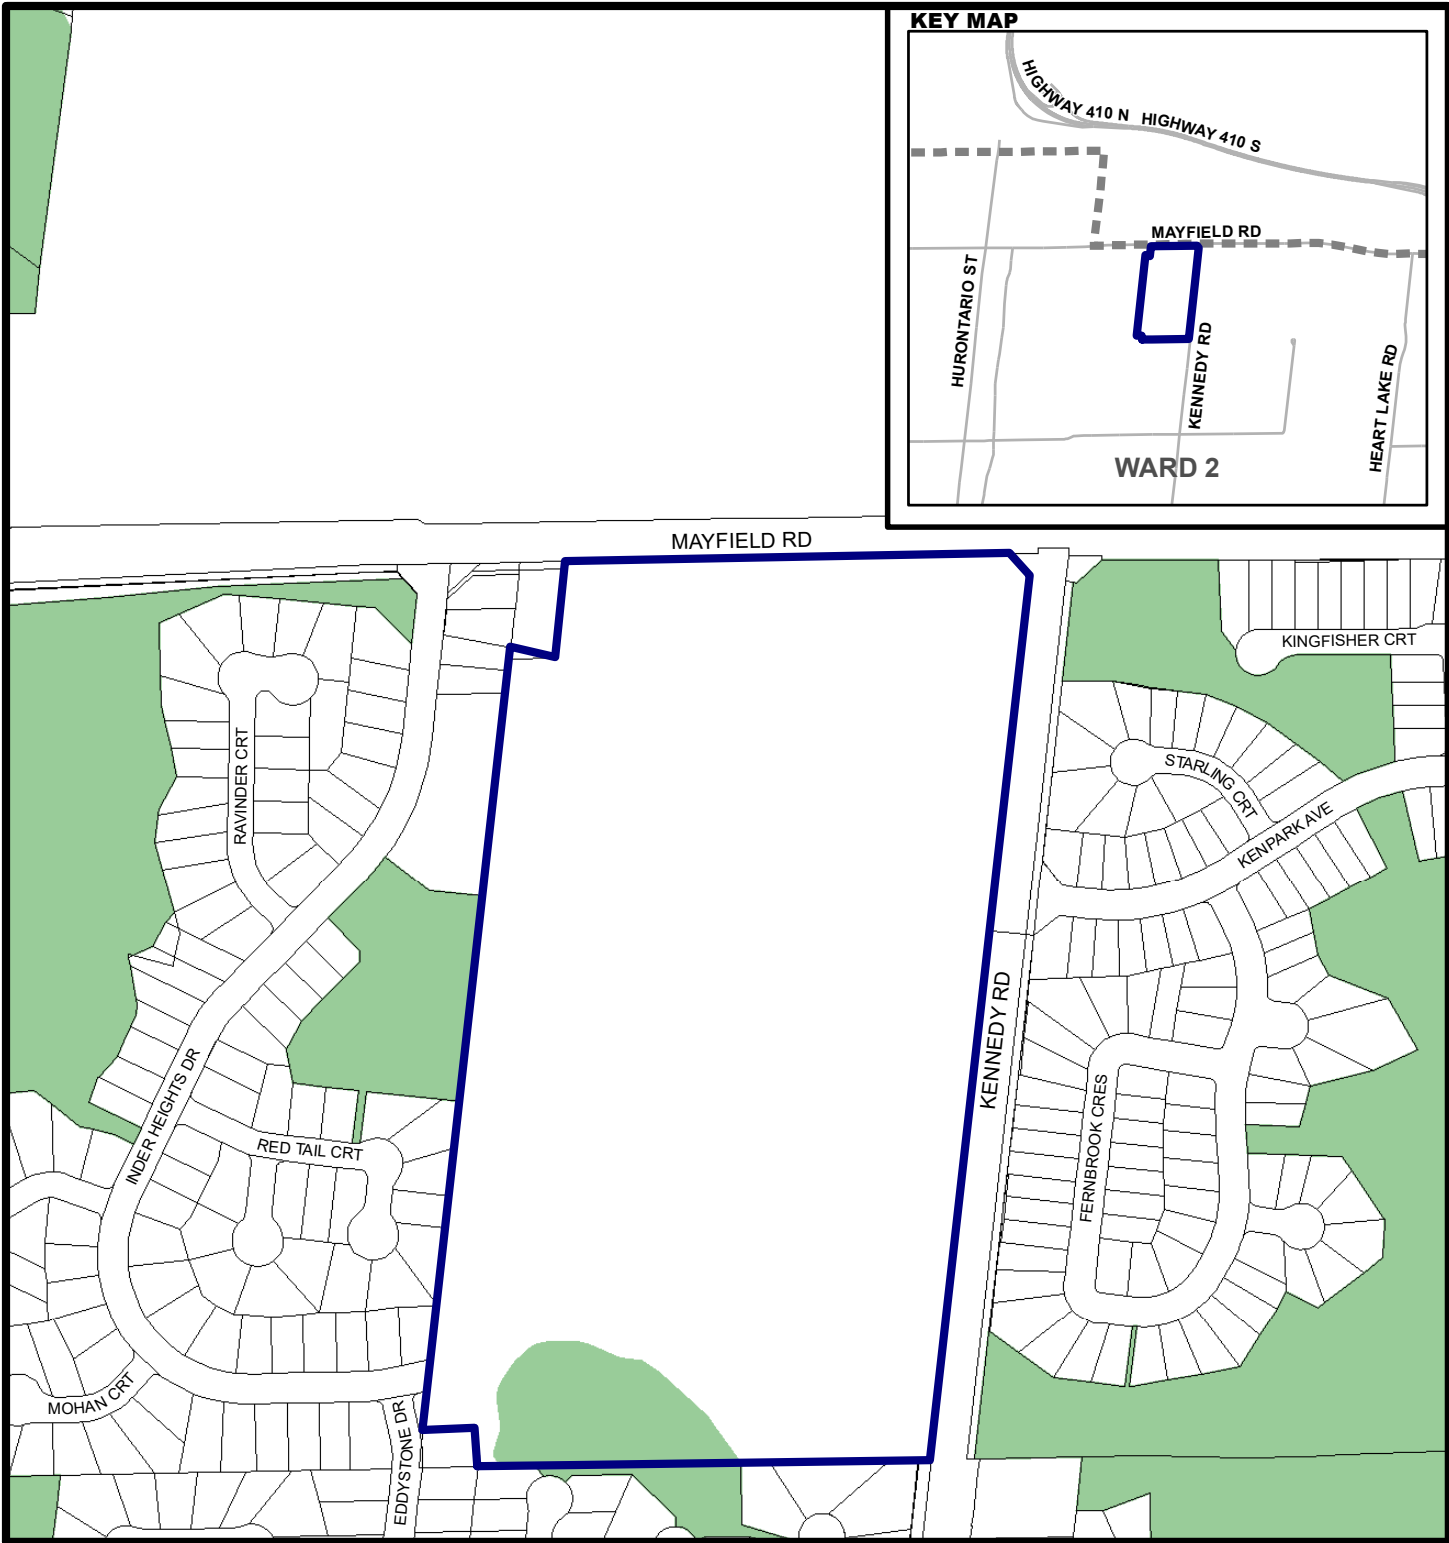 KEY MAP
HIGHWAY 410 N
HIGHWAY 410 S
MAYFIELD RD
HURONTARIO ST
KENNEDY RD
HEART LAKE RD
WARD 2
MAYFIELD RD
KINGFISHER CRT
RAVINDER CRT
STARLING CRT
KENPARK AVE
KENNEDY RD
INDER HEIGHTS DR
RED TAIL CRT
FERNBROOK CRES
MOHAN CRT
EDDYSTONE DR